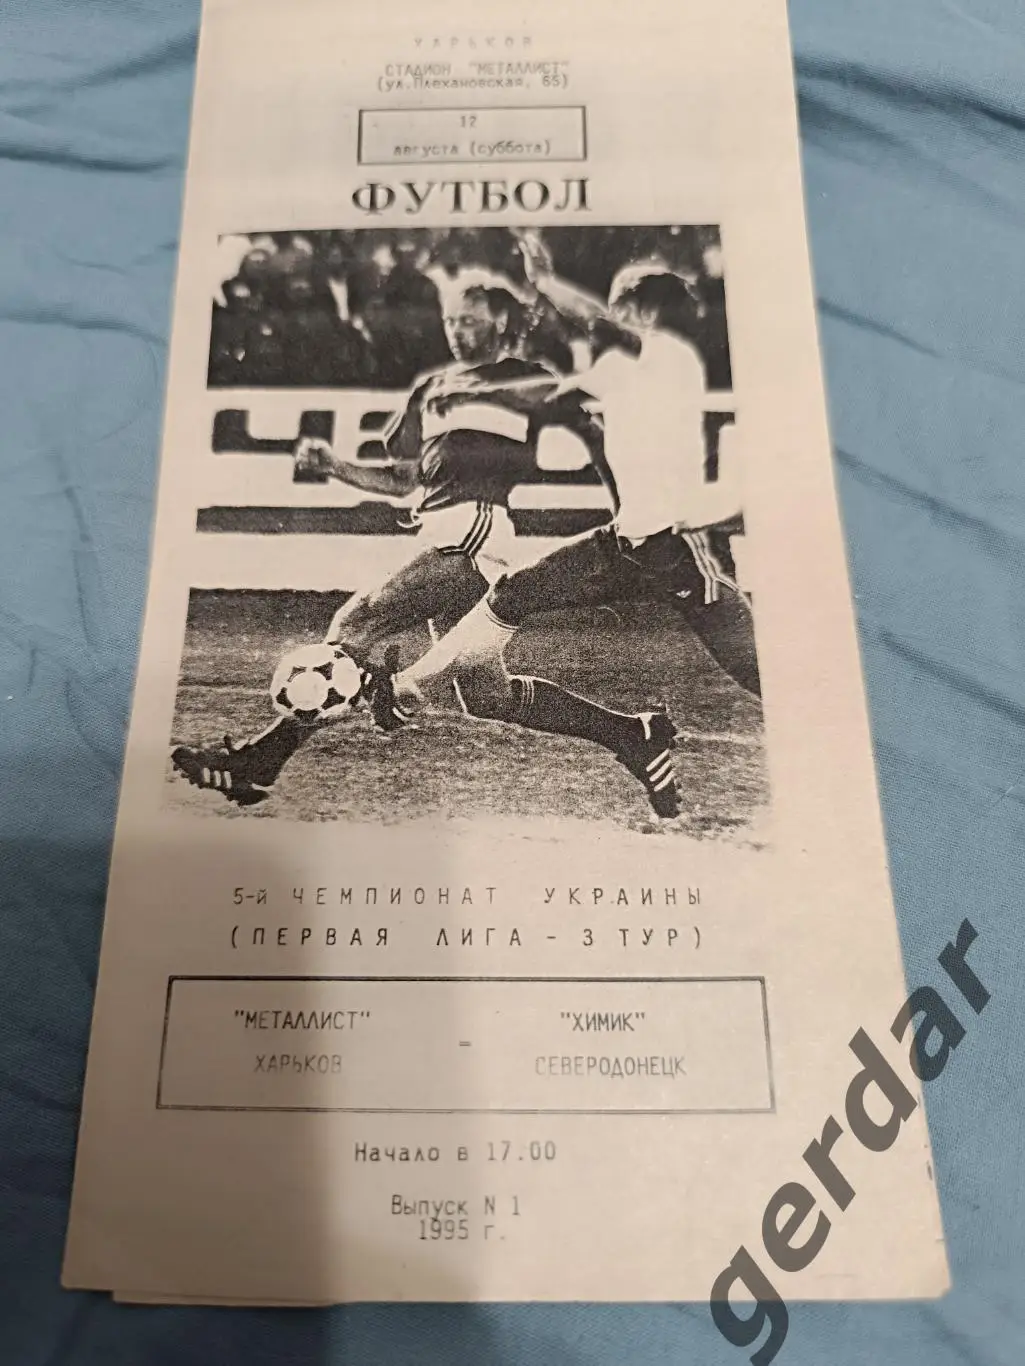 ХАРЬКОВ
СТАДИОН "МЕТАЛЛИСТ"
(ул.Плехановская, 65)
12
августа (суббота)
ФУТБОЛ
5-й ЧЕМПИОНАТ УКРАИНЫ
(ПЕРВАЯ ЛИГА - 3 ТУР)
"МЕТАЛЛИСТ" - "ХИМИК"
ХАРЬКОВ СЕВЕРОДОНЕЦК
Начало в 17.00
Выпуск N 1
1995 г.
gerdar